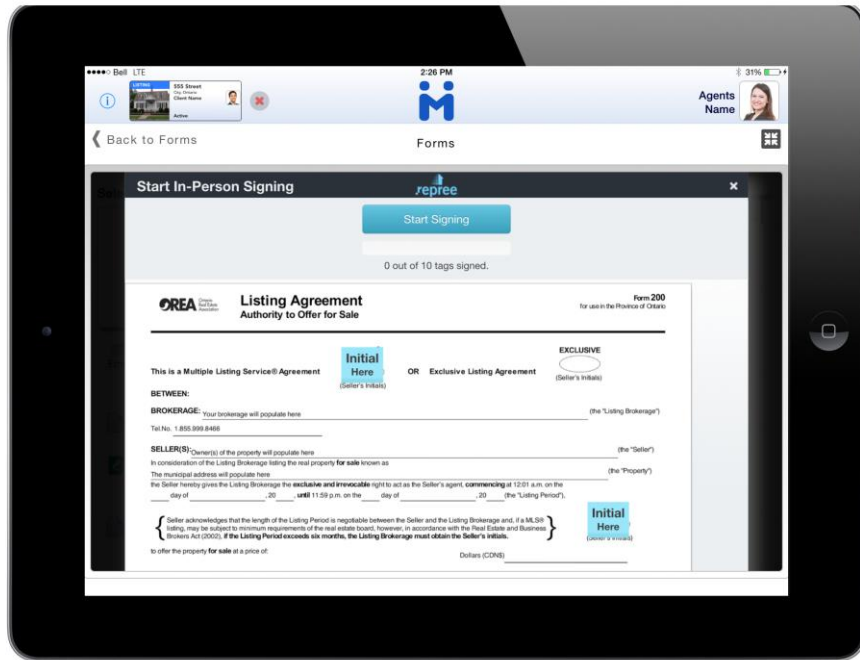 Bell LTE
2:26 PM
31%
LISTING
555 Street
City, Ontario
Client Name
Active
Agents
Name
Back to Forms
Forms
Start In-Person Signing
repree
Start Signing
0 out of 10 tags signed.
OREA Ontario Real Estate Association
Listing Agreement
Authority to Offer for Sale
Form 200
for use in the Province of Ontario
EXCLUSIVE
This is a Multiple Listing Service® Agreement
Initial
Here
(Seller's Initials)
OR Exclusive Listing Agreement
(Seller's Initials)
BETWEEN:
BROKERAGE: Your brokerage will populate here (the "Listing Brokerage")
Tel.No. 1.855.999.8466
SELLER(S): Owner(s) of the property will populate here (the "Seller")
In consideration of the Listing Brokerage listing the real property for sale known as
The municipal address will populate here (the "Property")
the Seller hereby gives the Listing Brokerage the exclusive and irrevocable right to act as the Seller's agent, commencing at 12:01 a.m. on the
day of , 20 , until 11:59 p.m. on the day of , 20 (the "Listing Period"),
{ Seller acknowledges that the length of the Listing Period is negotiable between the Seller and the Listing Brokerage and, if a MLS®
listing, may be subject to minimum requirements of the real estate board, however, in accordance with the Real Estate and Business
Brokers Act (2002), if the Listing Period exceeds six months, the Listing Brokerage must obtain the Seller's initials. }
Initial
Here
(Seller's Initials)
to offer the property for sale at a price of:
Dollars (CDN$)